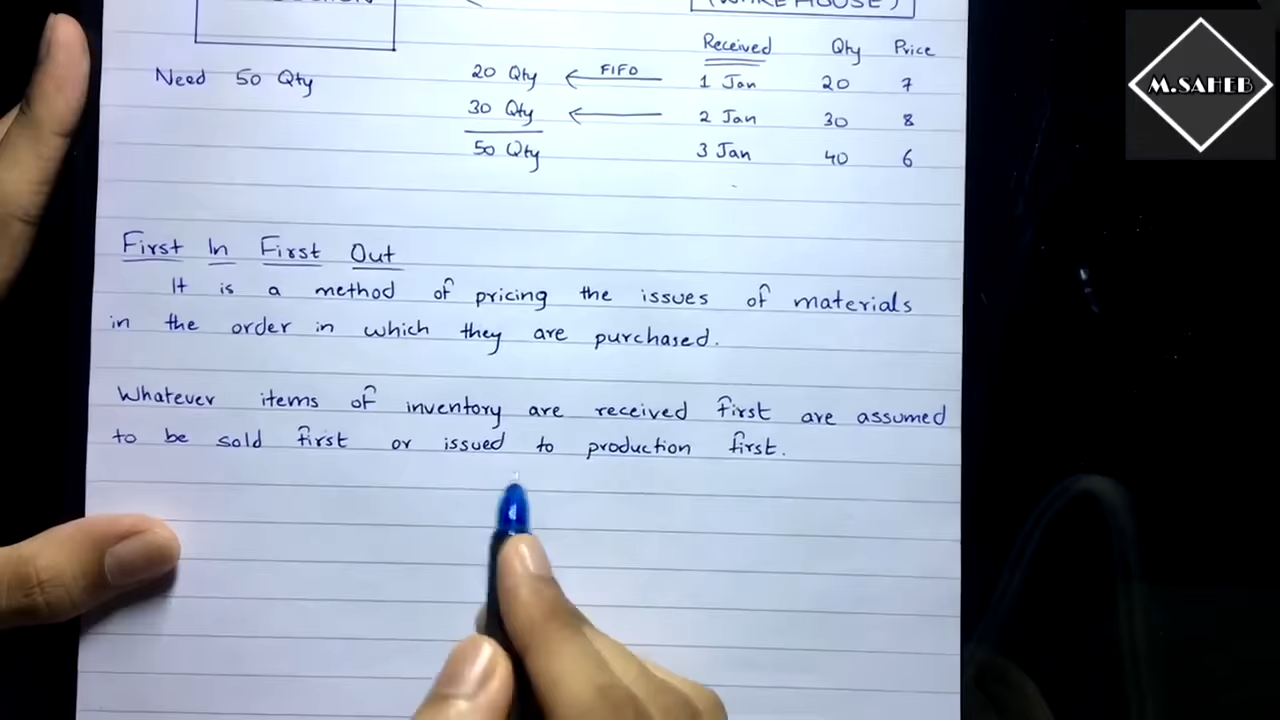 Received Qty Price
Need 50 Qty 20 Qty FIFO 1 Jan 20 7
30 Qty 2 Jan 30 8
50 Qty 3 Jan 40 6
First In First Out
It is a method of pricing the issues of materials
in the order in which they are purchased.
Whatever items of inventory are received first are assumed
to be sold first or issued to production first.
M.SAHEB